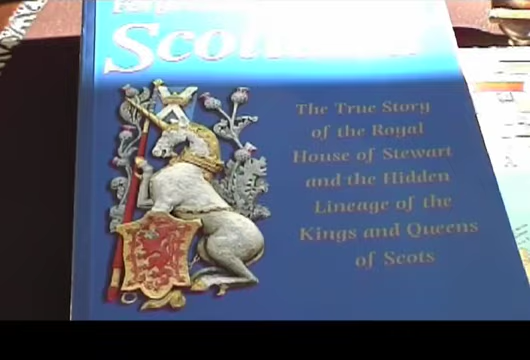 The True Story
of the Royal
House of Stewart
and the Hidden
Lineage of the
Kings and Queens
of Scots